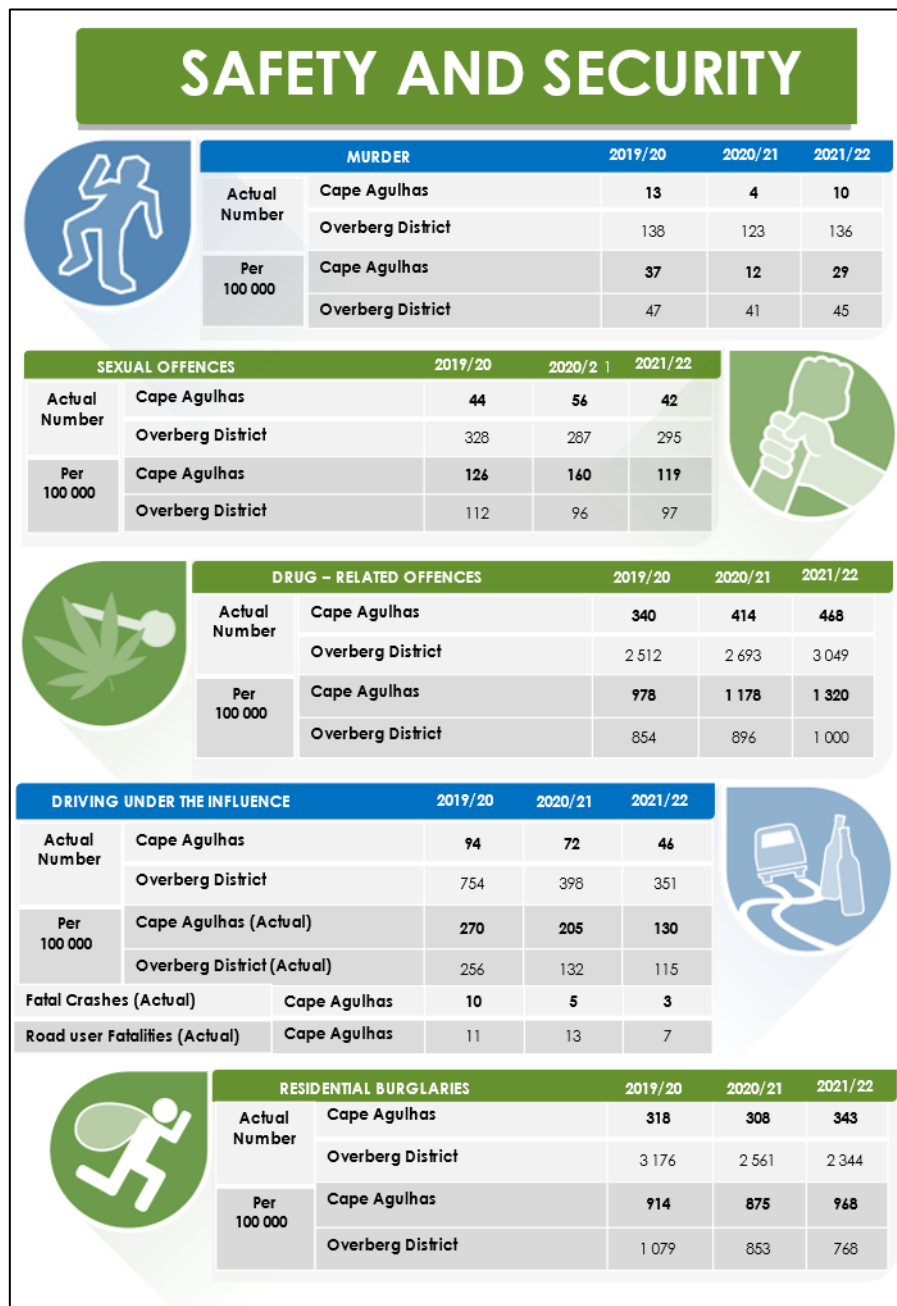 SAFETY AND SECURITY
MURDER 2019/20 2020/21 2021/22
Actual Number Cape Agulhas 13 4 10
Overberg District 138 123 136
Per 100 000 Cape Agulhas 37 12 29
Overberg District 47 41 45
SEXUAL OFFENCES 2019/20 2020/2 1 2021/22
Actual Number Cape Agulhas 44 56 42
Overberg District 328 287 295
Per 100 000 Cape Agulhas 126 160 119
Overberg District 112 96 97
DRUG – RELATED OFFENCES 2019/20 2020/21 2021/22
Actual Number Cape Agulhas 340 414 468
Overberg District 2 512 2 693 3 049
Per 100 000 Cape Agulhas 978 1 178 1 320
Overberg District 854 896 1 000
DRIVING UNDER THE INFLUENCE 2019/20 2020/21 2021/22
Actual Number Cape Agulhas 94 72 46
Overberg District 754 398 351
Per 100 000 Cape Agulhas (Actual) 270 205 130
Overberg District (Actual) 256 132 115
Fatal Crashes (Actual) Cape Agulhas 10 5 3
Road user Fatalities (Actual) Cape Agulhas 11 13 7
RESIDENTIAL BURGLARIES 2019/20 2020/21 2021/22
Actual Number Cape Agulhas 318 308 343
Overberg District 3 176 2 561 2 344
Per 100 000 Cape Agulhas 914 875 968
Overberg District 1 079 853 768